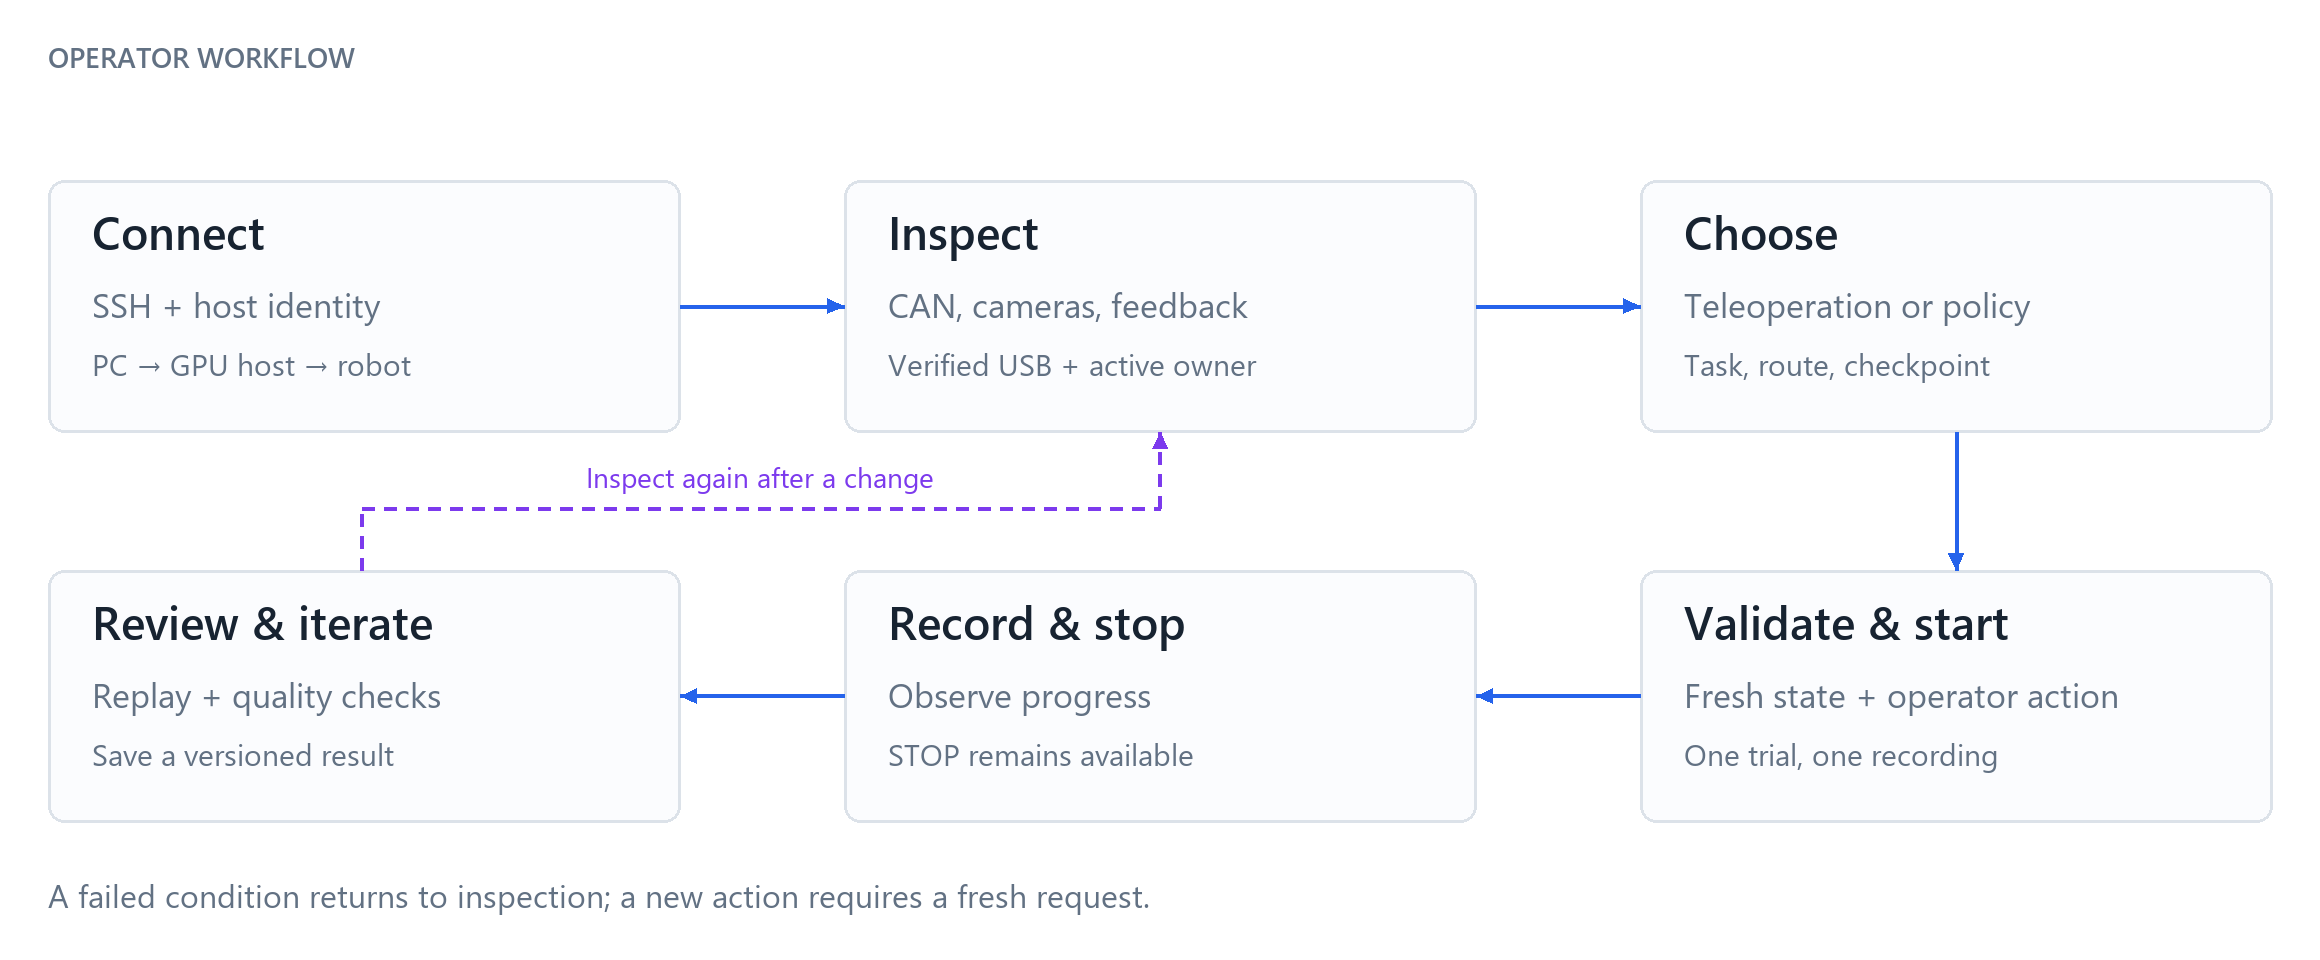 OPERATOR WORKFLOW
Connect
SSH + host identity
PC → GPU host → robot
Inspect
CAN, cameras, feedback
Verified USB + active owner
Choose
Teleoperation or policy
Task, route, checkpoint
Inspect again after a change
Review & iterate
Replay + quality checks
Save a versioned result
Record & stop
Observe progress
STOP remains available
Validate & start
Fresh state + operator action
One trial, one recording
A failed condition returns to inspection; a new action requires a fresh request.